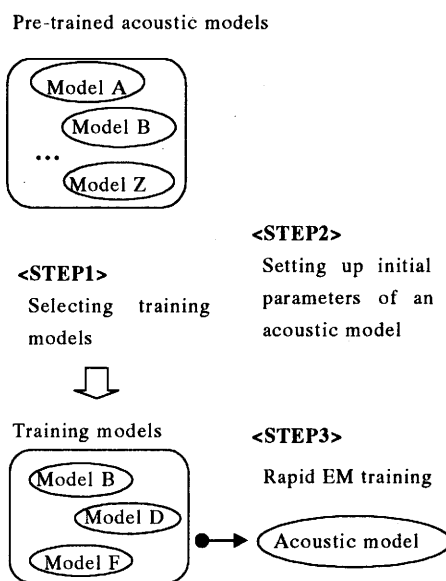 Pre-trained acoustic models
Model A
Model B
...
Model Z
<STEP1>
Selecting training
models
<STEP2>
Setting up initial
parameters of an
acoustic model
Training models
Model B
Model D
Model F
<STEP3>
Rapid EM training
Acoustic model